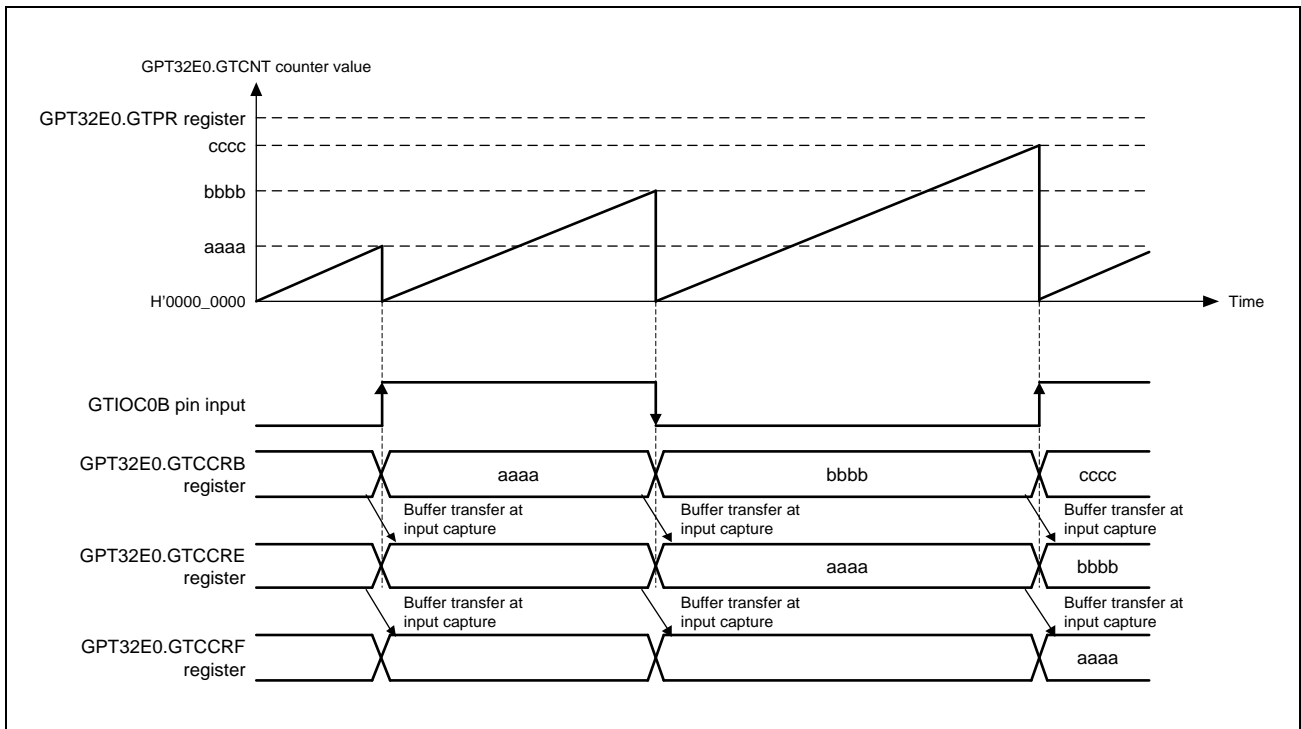 GPT32E0.GTCNT counter value
GPT32E0.GTPR register
cccc
bbbb
aaaa
H'0000_0000
Time
GTIOC0B pin input
GPT32E0.GTCCRB
register
aaaa
bbbb
cccc
Buffer transfer at
input capture
Buffer transfer at
input capture
Buffer transfer at
input capture
GPT32E0.GTCCRE
register
aaaa
bbbb
Buffer transfer at
input capture
Buffer transfer at
input capture
Buffer transfer at
input capture
GPT32E0.GTCCRF
register
aaaa